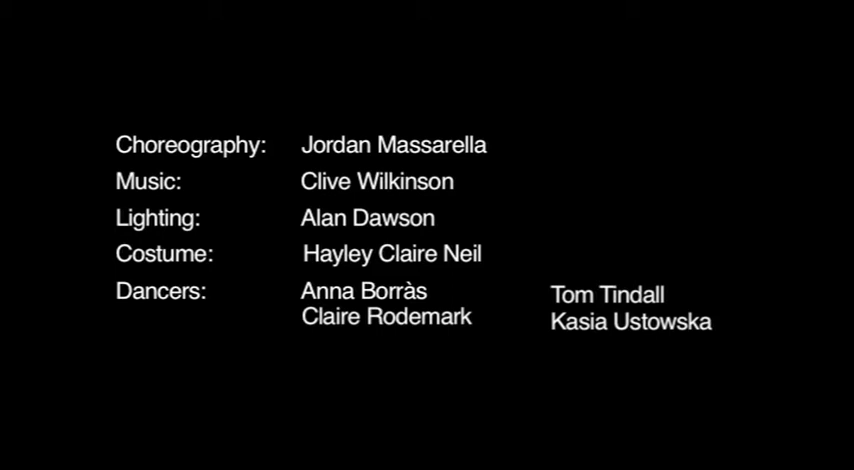 Choreography: Jordan Massarella
Music: Clive Wilkinson
Lighting: Alan Dawson
Costume: Hayley Claire Neil
Dancers: Anna Borràs Tom Tindall
Claire Rodemark Kasia Ustowska